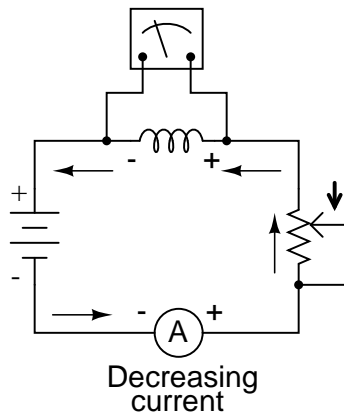 - +
+
-
- A +
Decreasing
current